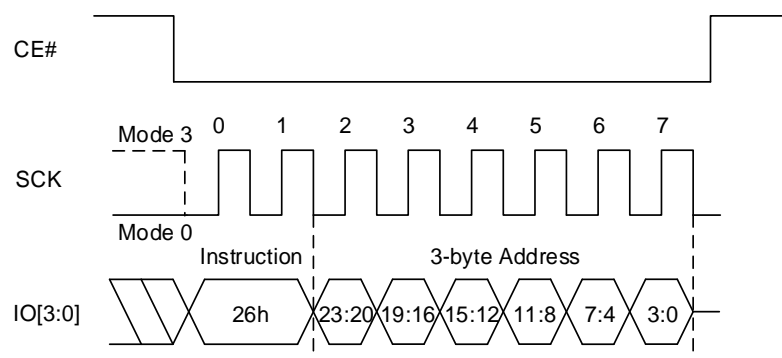 CE#
Mode 3
0 1 2 3 4 5 6 7
SCK
Mode 0
Instruction 3-byte Address
IO[3:0] 26h 23:20 19:16 15:12 11:8 7:4 3:0